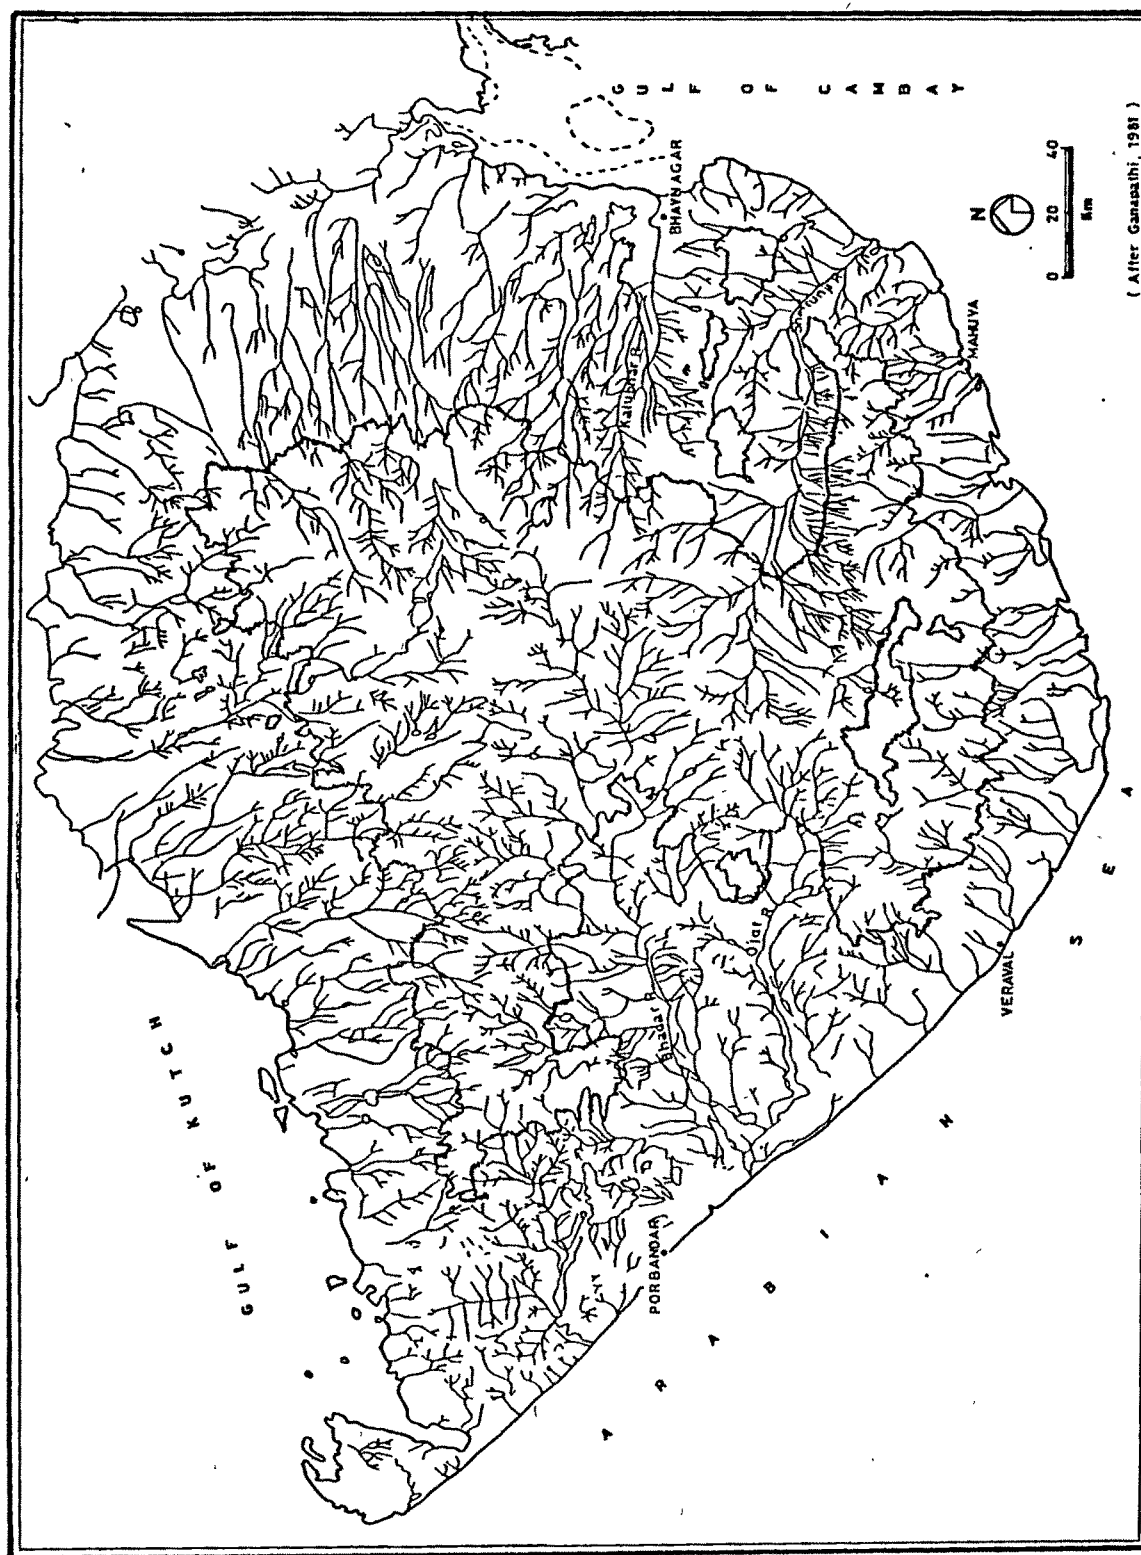 GULF OF KUTCH
GULF OF CAMBAY
BHAVNAGAR
Kalubhar R.
MAHUVA
Bhadar R.
Ojat R.
PORBANDAR
VERAVAL
ARABIAN SEA
N
0 20 40
Km
( After Ganapathi, 1981 )